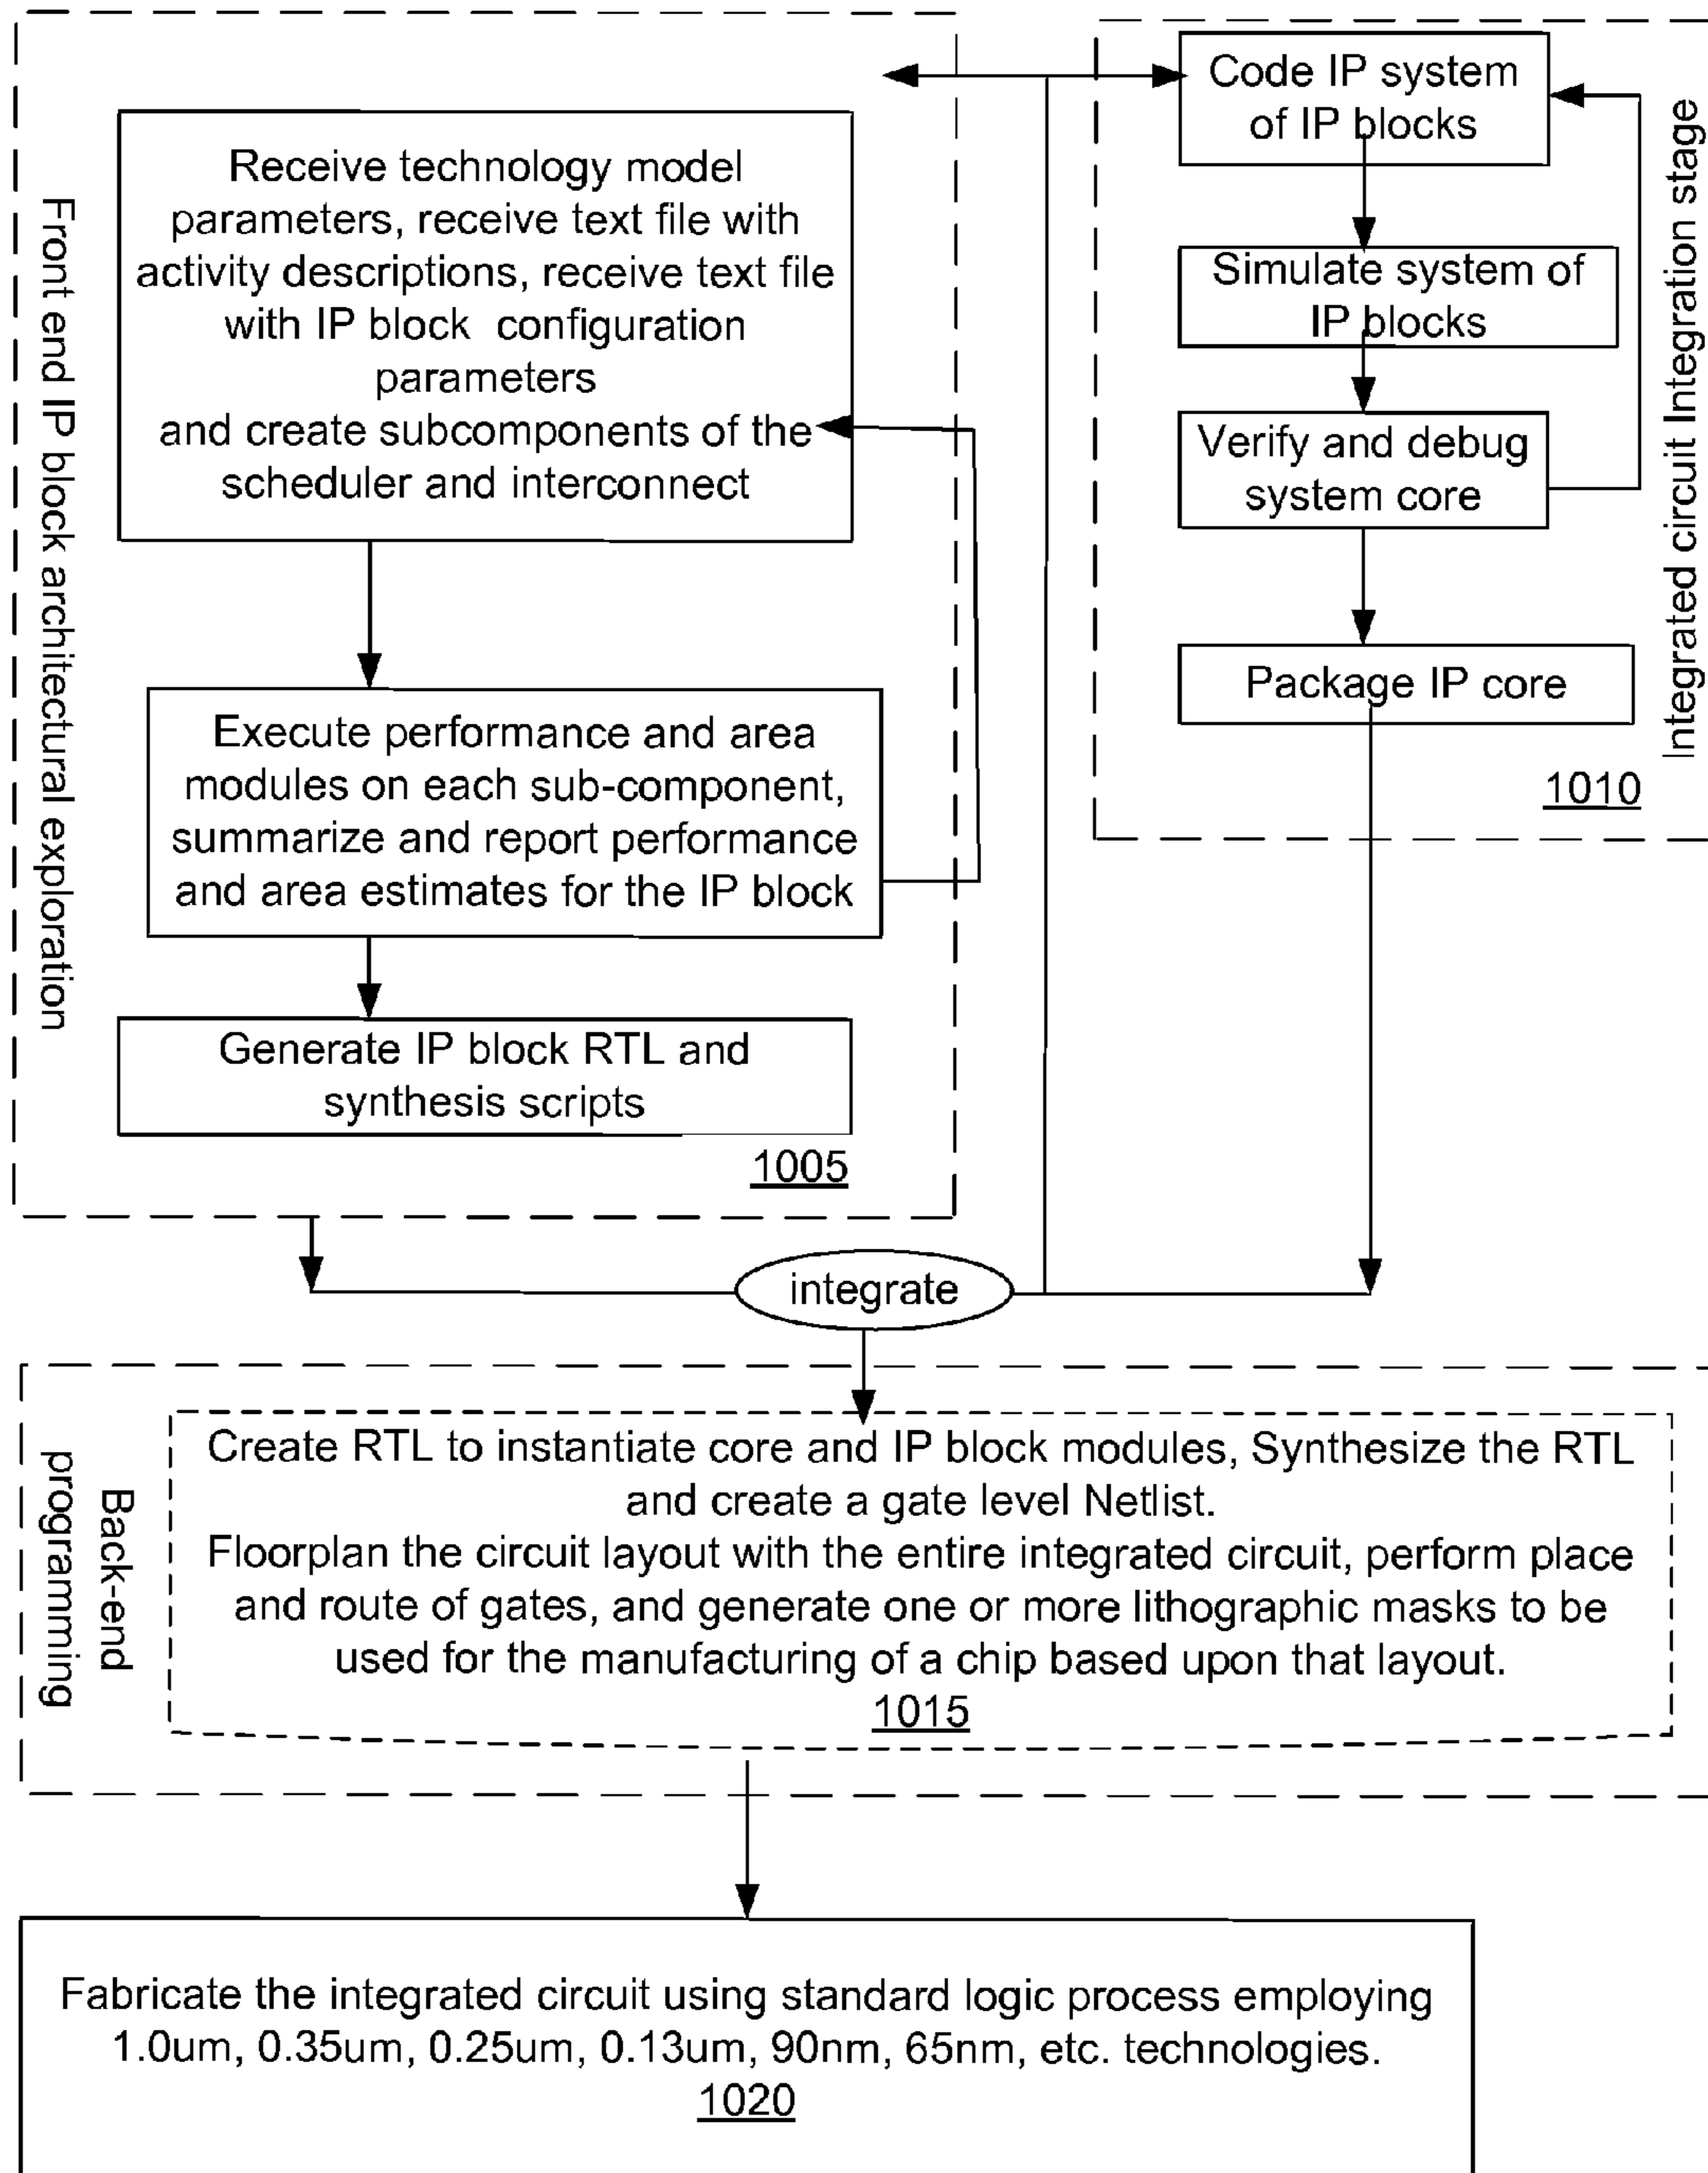 Front end IP block architectural exploration
Receive technology model
parameters, receive text file with
activity descriptions, receive text file
with IP block configuration
parameters
and create subcomponents of the
scheduler and interconnect
Execute performance and area
modules on each sub-component,
summarize and report performance
and area estimates for the IP block
Generate IP block RTL and
synthesis scripts
1005
Code IP system
of IP blocks
Simulate system of
IP blocks
Verify and debug
system core
Package IP core
1010
Integrated circuit Integration stage
integrate
Back-end
programming
Create RTL to instantiate core and IP block modules, Synthesize the RTL
and create a gate level Netlist.
Floorplan the circuit layout with the entire integrated circuit, perform place
and route of gates, and generate one or more lithographic masks to be
used for the manufacturing of a chip based upon that layout.
1015
Fabricate the integrated circuit using standard logic process employing
1.0um, 0.35um, 0.25um, 0.13um, 90nm, 65nm, etc. technologies.
1020